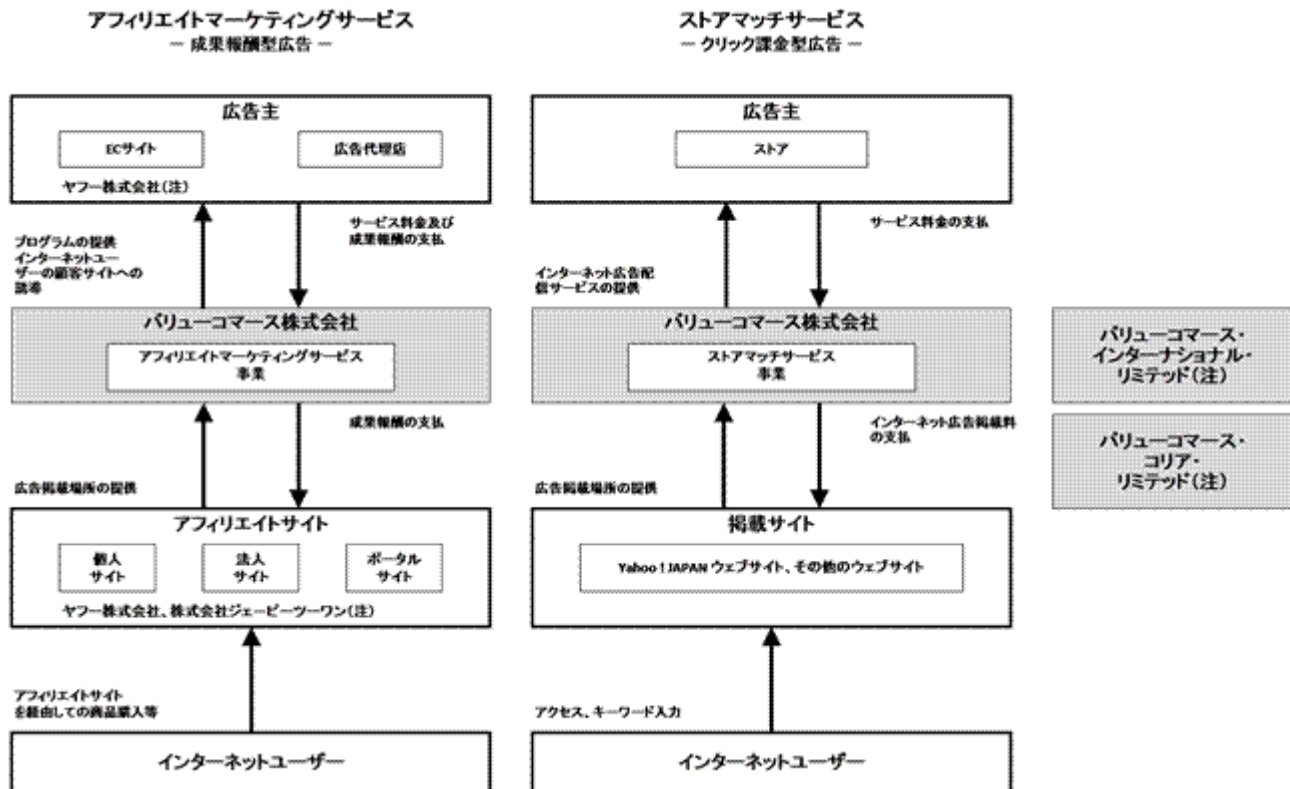 アフィリエイトマーケティングサービス
― 成果報酬型広告 ―
広告主
ECサイト
広告代理店
ヤフー株式会社(注)
プログラムの提供
インターネットユー
ザーの顧客サイトへの
誘導
サービス料金及び
成果報酬の支払
バリューコマース株式会社
アフィリエイトマーケティングサービス
事業
広告掲載場所の提供
成果報酬の支払
アフィリエイトサイト
個人
サイト
法人
サイト
ポータル
サイト
ヤフー株式会社、株式会社ジェーピーツーワン(注)
アフィリエイトサイト
を経由しての商品購入等
インターネットユーザー
ストアマッチサービス
― クリック課金型広告 ―
広告主
ストア
インターネット広告配
信サービスの提供
サービス料金の支払
バリューコマース株式会社
ストアマッチサービス
事業
広告掲載場所の提供
インターネット広告掲載料
の支払
掲載サイト
Yahoo!JAPAN ウェブサイト、その他のウェブサイト
アクセス、キーワード入力
インターネットユーザー
バリューコマース・
インターナショナル・
リミテッド(注)
バリューコマース・
コリア・
リミテッド(注)